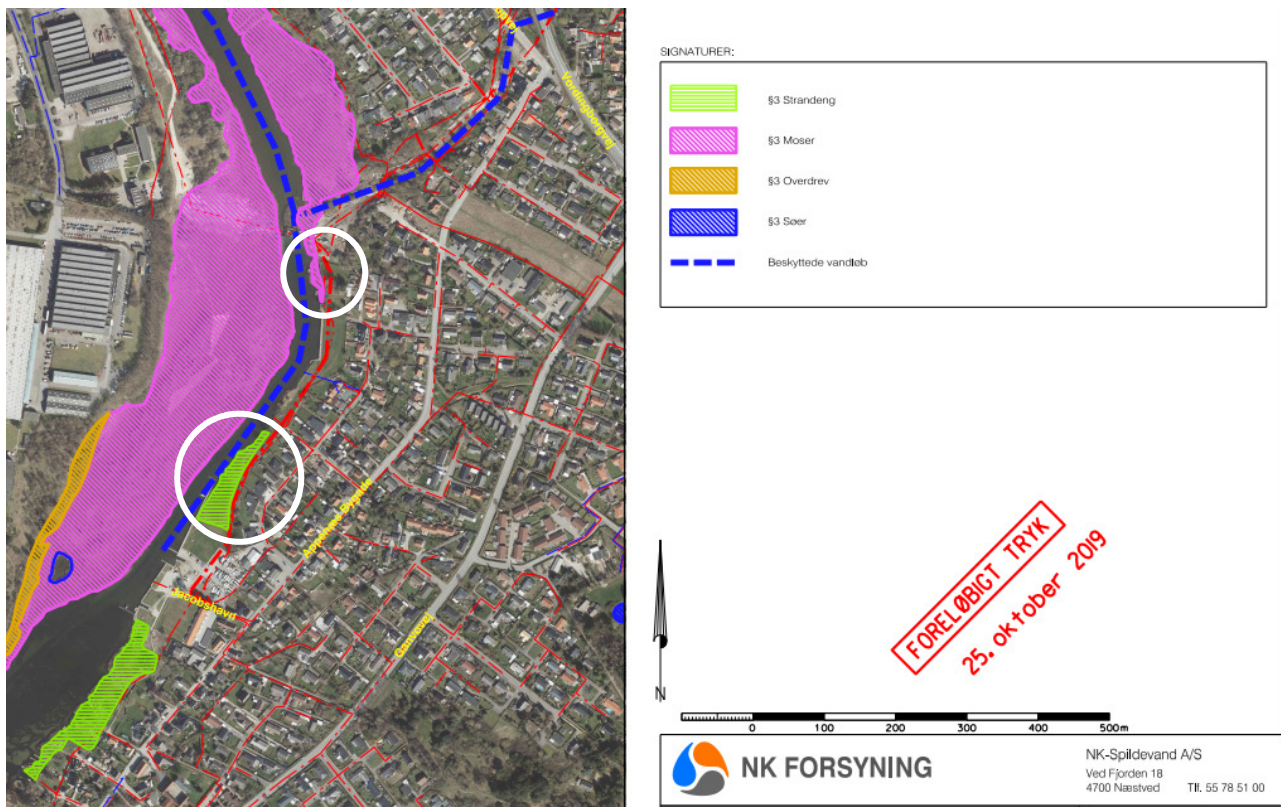 Vordingborgvej
Appenæs Bygade
Jacobshavn
SIGNATURER:
§3 Strandeng
§3 Moser
§3 Overdrev
§3 Søer
Beskyttede vandløb
FORELØBIGT TRYK
25. oktober 2019
N
0 100 200 300 400 500m
NK FORSYNING
NK-Spildevand A/S
Ved Fjorden 18
4700 Næstved Tlf. 55 78 51 00